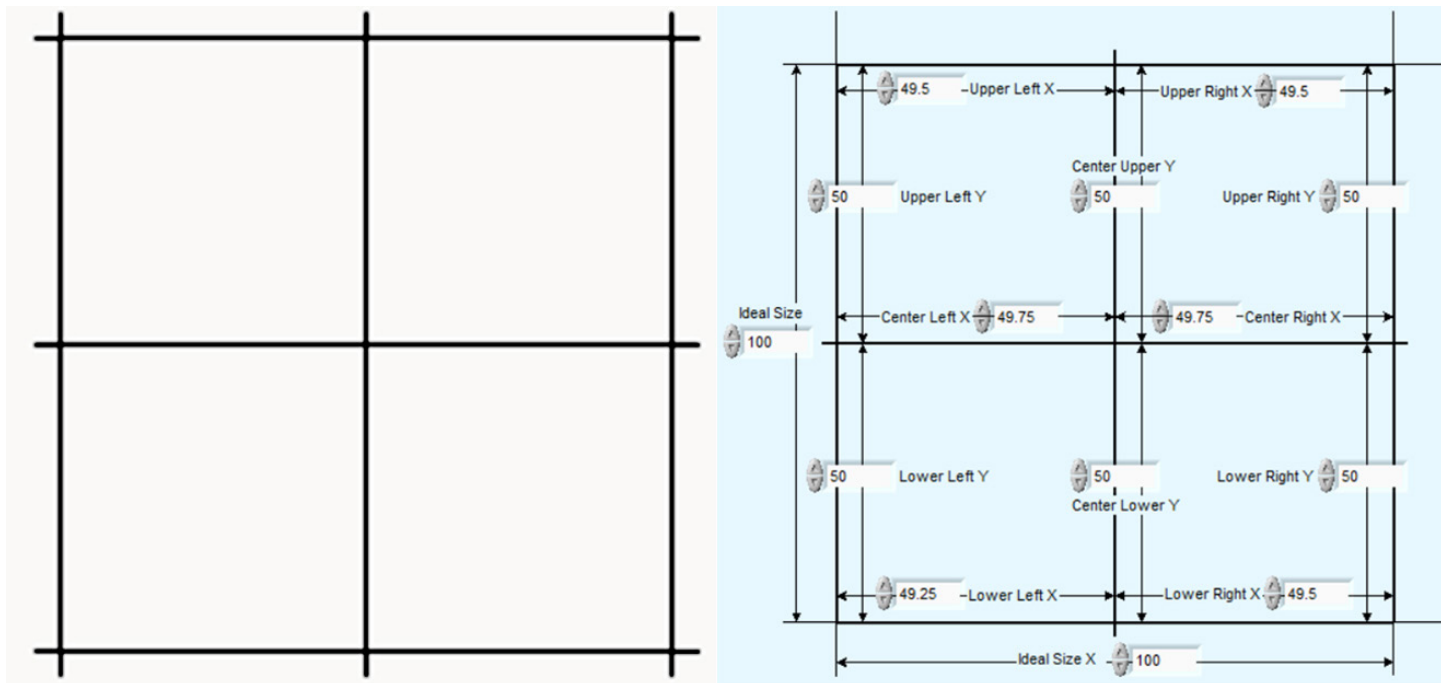 49.5 Upper Left X Upper Right X 49.5
Center Upper Y
50 Upper Left Y 50 Upper Right Y 50
Ideal Size
Center Left X 49.75 49.75 Center Right X
100
50 Lower Left Y 50 Lower Right Y 50
Center Lower Y
49.25 Lower Left X Lower Right X 49.5
Ideal Size X 100